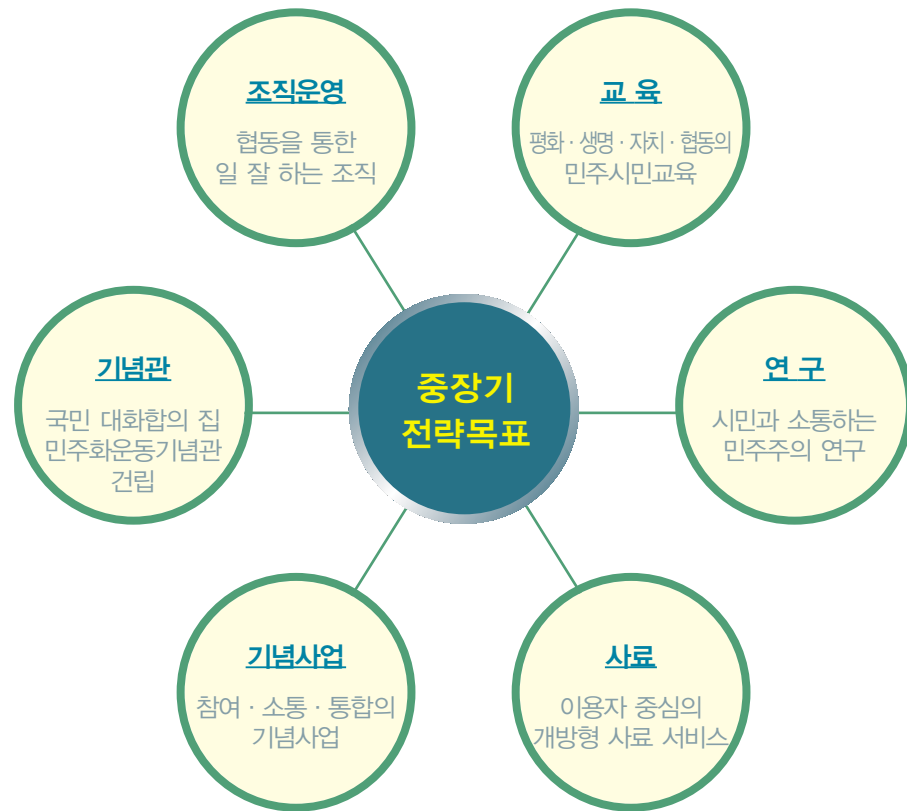 조직운영
협동을 통한
일 잘 하는 조직
교 육
평화 · 생명 · 자치 · 협동의
민주시민교육
기념관
국민 대화합의 집
민주화운동기념관
건립
중장기
전략목표
연 구
시민과 소통하는
민주주의 연구
기념사업
참여 · 소통 · 통합의
기념사업
사료
이용자 중심의
개방형 사료 서비스